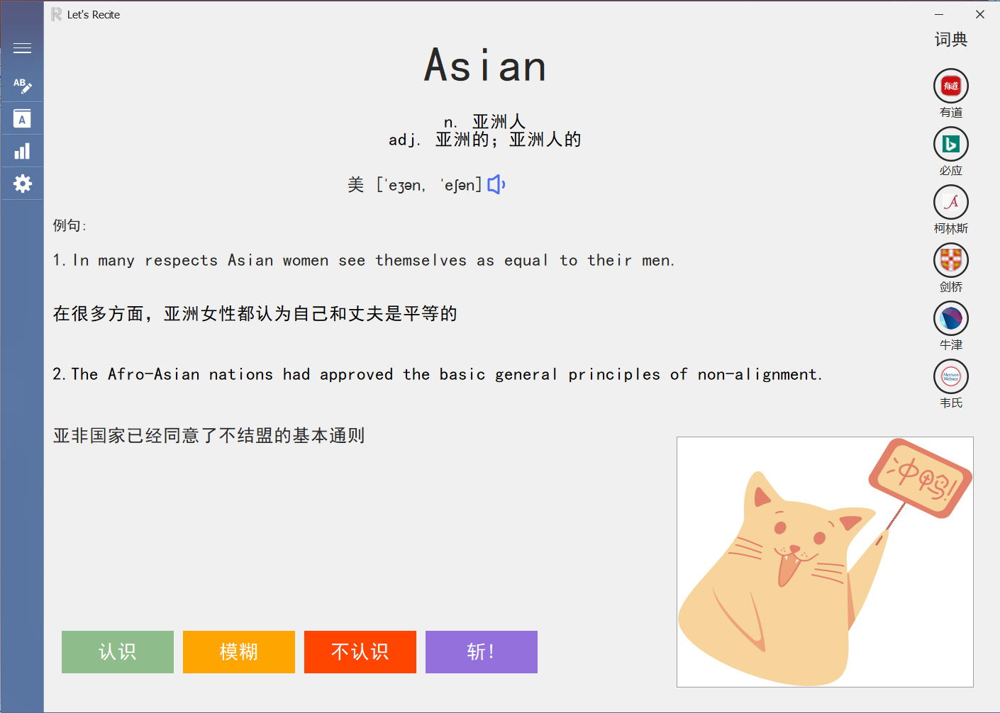 Let's Recite
词典
Asian
n. 亚洲人
adj. 亚洲的；亚洲人的
美 [ˈeʒən, ˈeʃən]
例句：
1.In many respects Asian women see themselves as equal to their men.
在很多方面，亚洲女性都认为自己和丈夫是平等的
2.The Afro-Asian nations had approved the basic general principles of non-alignment.
亚非国家已经同意了不结盟的基本通则
AB
A
有道
有道
b
必应
A
柯林斯
剑桥
牛津
Merriam-
Webster
韦氏
冲鸭!
认识
模糊
不认识
斩!